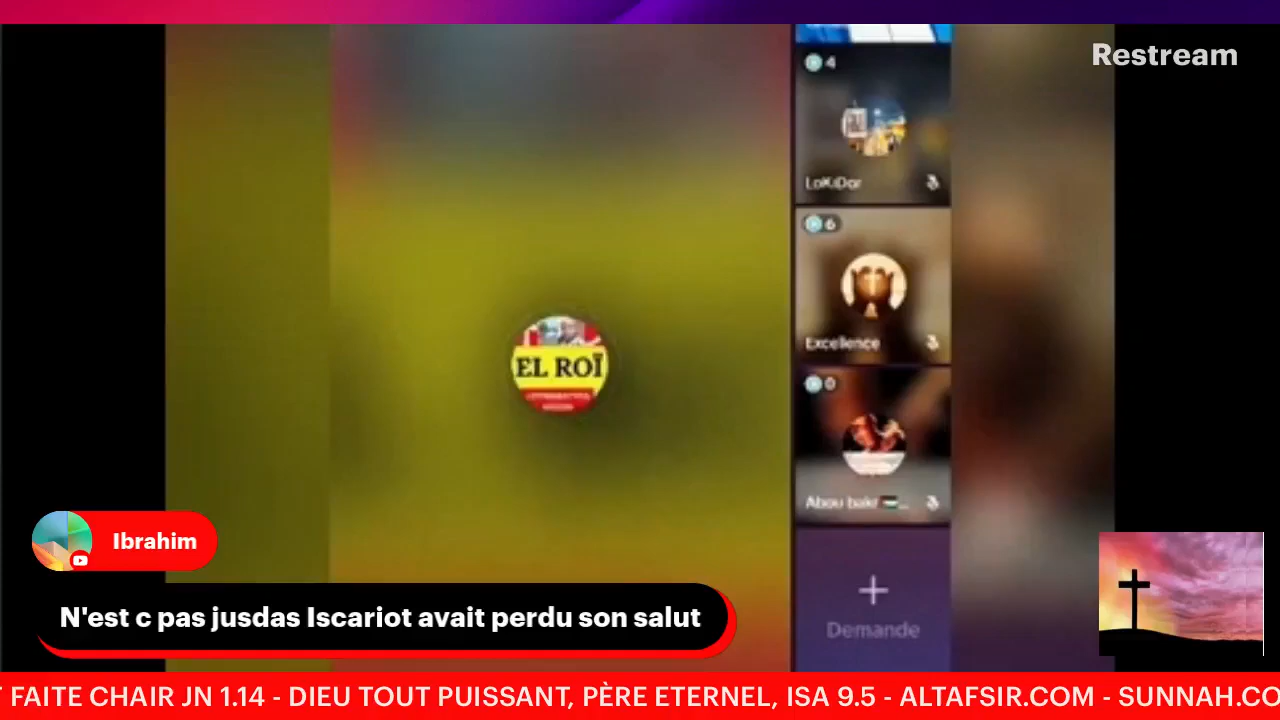 Restream
4
LoKiDor
6
Excellence
0
EL ROÏ
Abou bakr
Ibrahim
N'est c pas jusdas Iscariot avait perdu son salut
Demande
FAITE CHAIR JN 1.14 - DIEU TOUT PUISSANT, PÈRE ETERNEL, ISA 9.5 - ALTAFSIR.COM - SUNNAH.CO